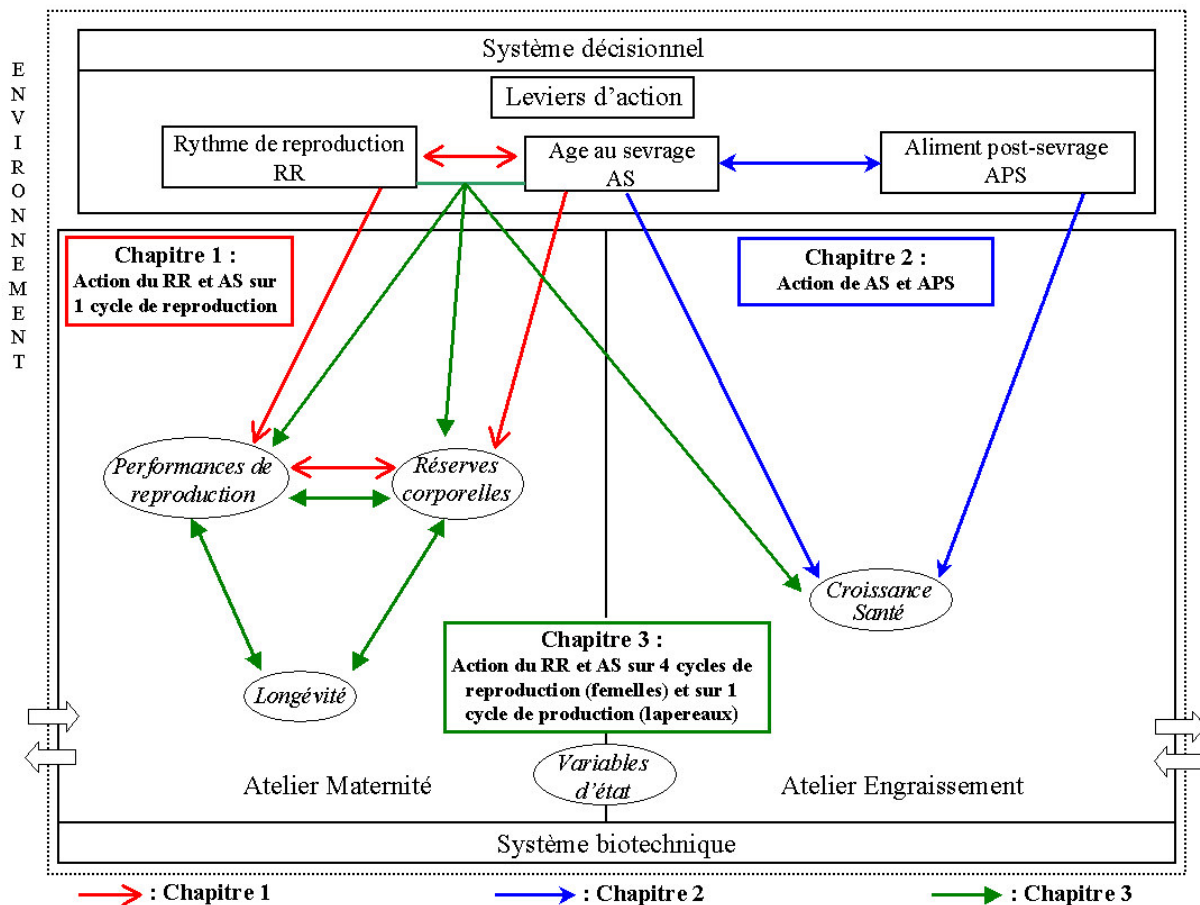 ENVIRONNEMENT
Système décisionnel
Leviers d’action
Rythme de reproduction
RR
Age au sevrage
AS
Aliment post-sevrage
APS
Chapitre 1 :
Action du RR et AS sur
1 cycle de reproduction
Chapitre 2 :
Action de AS et APS
Performances de
reproduction
Réserves
corporelles
Croissance
Santé
Chapitre 3 :
Action du RR et AS sur 4 cycles de
reproduction (femelles) et sur 1
cycle de production (lapereaux)
Longévité
Variables
d’état
Atelier Maternité
Atelier Engraissement
Système biotechnique
: Chapitre 1
: Chapitre 2
: Chapitre 3